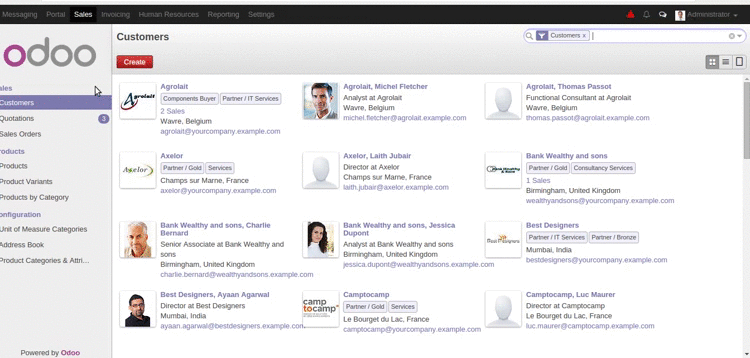 Messaging Portal Sales Invoicing Human Resources Reporting Settings Administrator
odoo
ales
Customers
Quotations 3
Sales Orders
roducts
Products
Product Variants
Products by Category
onfiguration
Unit of Measure Categories
Address Book
Product Categories & Attri...
Powered by Odoo
Customers
Customers x
Create
Agrolait
Agrolait
Components Buyer Partner / IT Services
2 Sales
Wavre, Belgium
agrolait@yourcompany.example.com
Agrolait, Michel Fletcher
Analyst at Agrolait
Wavre, Belgium
michel.fletcher@agrolait.example.com
Agrolait, Thomas Passot
Functional Consultant at Agrolait
Wavre, Belgium
thomas.passot@agrolait.example.com
Axelor
Axelor
Partner / Gold Services
Champs sur Marne, France
axelor@yourcompany.example.com
Axelor, Laith Jubair
Director at Axelor
Champs sur Marne, France
laith.jubair@axelor.example.com
Bank Wealthy
& Sons
Bank Wealthy and sons
Partner / Gold Consultancy Services
1 Sales
Birmingham, United Kingdom
wealthyandsons@yourcompany.example.com
Bank Wealthy and sons, Charlie
Bernard
Senior Associate at Bank Wealthy and
sons
Birmingham, United Kingdom
charlie.bernard@wealthyandsons.example.com
Bank Wealthy and sons, Jessica
Dupont
Analyst at Bank Wealthy and sons
Birmingham, United Kingdom
jessica.dupont@wealthyandsons.example.com
Best Designers
Best Designers
Partner / IT Services Partner / Bronze
Mumbai, India
bestdesigners@yourcompany.example.com
Best Designers, Ayaan Agarwal
Director at Best Designers
Mumbai, India
ayaan.agarwal@bestdesigners.example.com
camp
tocamp
Camptocamp
Partner / Gold Services
Le Bourget du Lac, France
camptocamp@yourcompany.example.com
Camptocamp, Luc Maurer
Director at Camptocamp
Le Bourget du Lac, France
luc.maurer@camptocamp.example.com